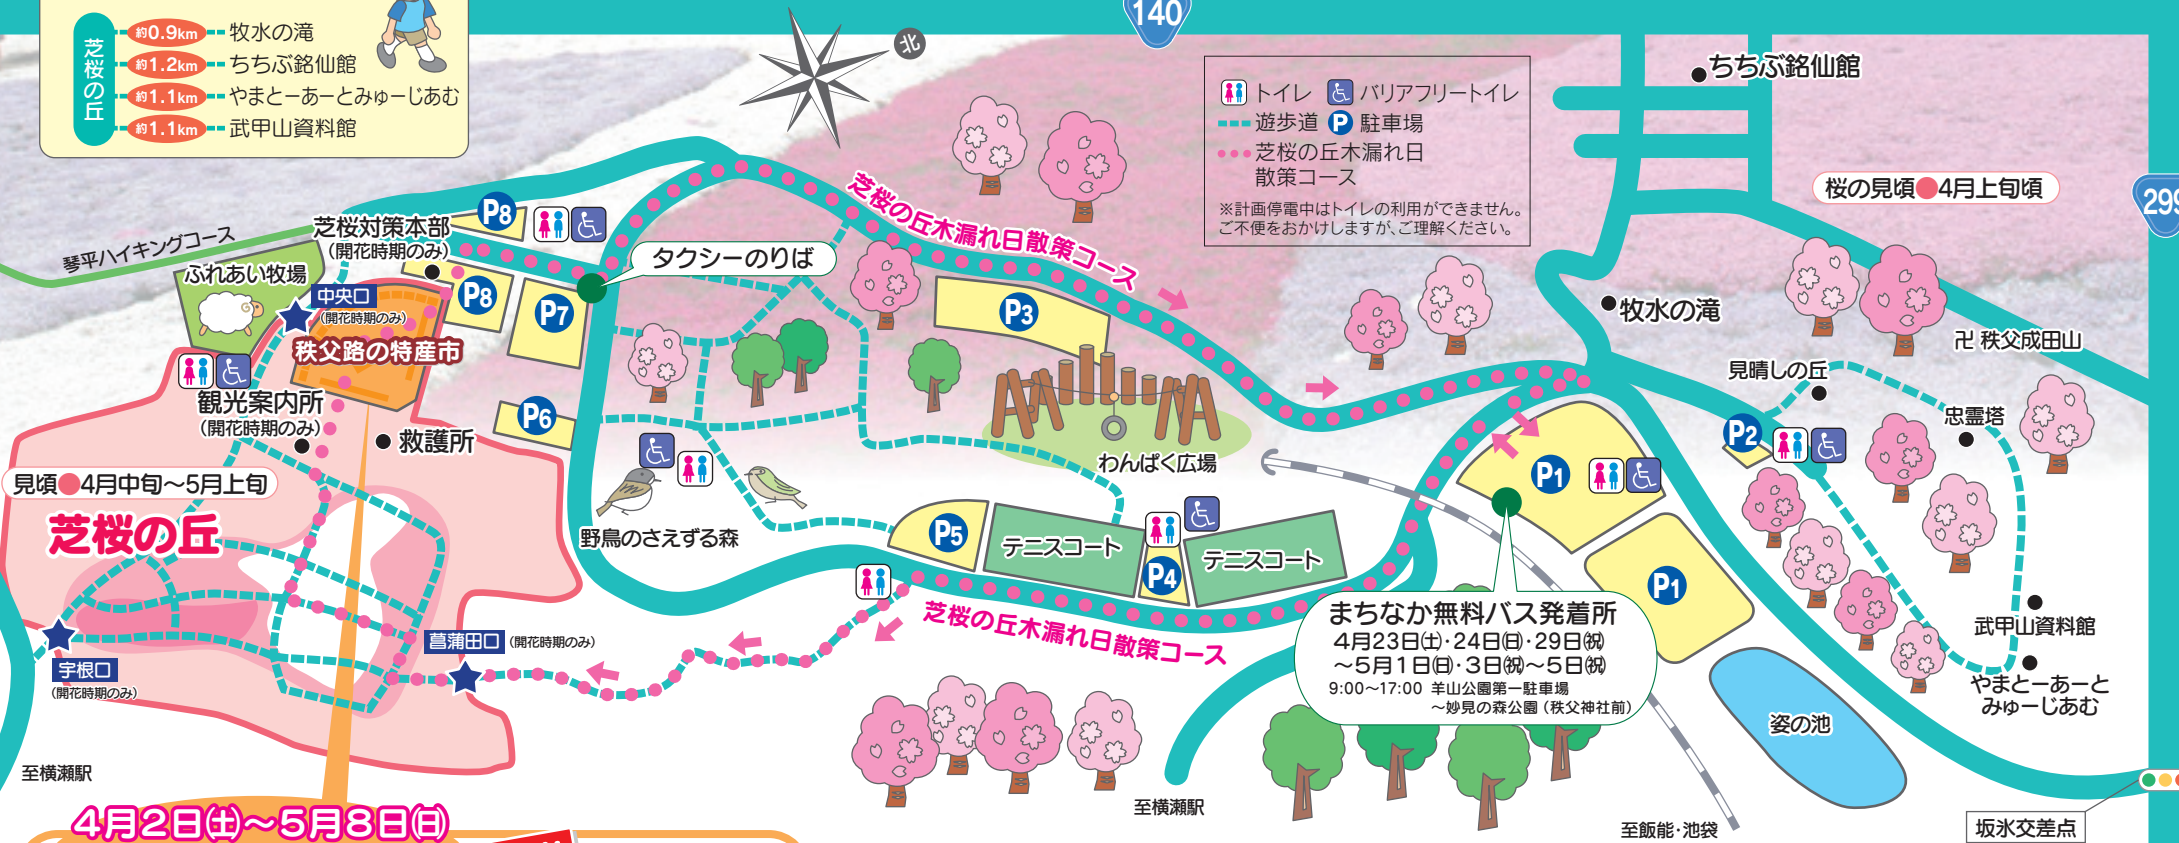 140
芝桜の丘
約0.9km 牧水の滝
約1.2km ちちぶ銘仙館
約1.1km やまとーあーとみゅーじあむ
約1.1km 武甲山資料館
北
トイレ バリアフリートイレ
遊歩道 P 駐車場
芝桜の丘木漏れ日
散策コース
※計画停電中はトイレの利用ができません。
ご不便をおかけしますが、ご理解ください。
ちちぶ銘仙館
桜の見頃●4月上旬頃
299
琴平ハイキングコース
芝桜対策本部
(開花時期のみ)
P8
P8
P7
タクシーのりば
芝桜の丘木漏れ日散策コース
ふれあい牧場
中央口
(開花時期のみ)
秩父路の特産市
P3
牧水の滝
卍 秩父成田山
見晴しの丘
忠霊塔
観光案内所
(開花時期のみ)
救護所
P6
わんぱく広場
P1
P2
見頃●4月中旬〜5月上旬
芝桜の丘
野鳥のさえずる森
P5
テニスコート
P4
テニスコート
P1
芝桜の丘木漏れ日散策コース
まちなか無料バス発着所
4月23日(土)・24日(日)・29日(祝)
〜5月1日(日)・3日(祝)〜5日(祝)
9:00〜17:00 羊山公園第一駐車場
〜妙見の森公園(秩父神社前)
武甲山資料館
やまとーあーと
みゅーじあむ
菖蒲田口 (開花時期のみ)
宇根口
(開花時期のみ)
姿の池
至横瀬駅
至横瀬駅
至飯能・池袋
坂氷交差点
4月2日(土)〜5月8日(日)